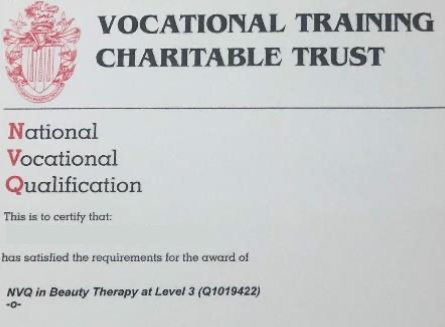 VOCATIONAL TRAINING
CHARITABLE TRUST
National
Vocational
Qualification
This is to certify that:
has satisfied the requirements for the award of
NVQ in Beauty Therapy at Level 3 (Q1019422)
-o-